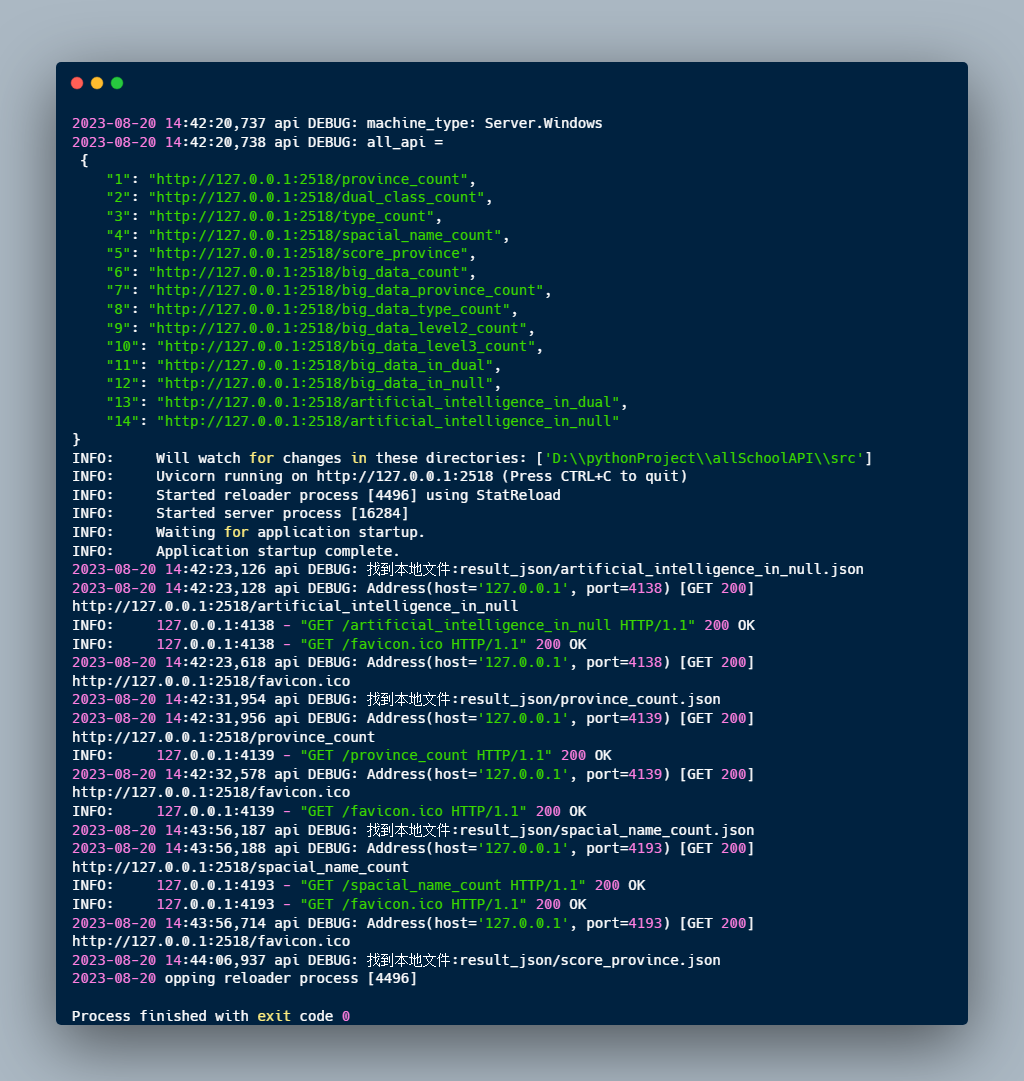 2023-08-20 14:42:20,737 api DEBUG: machine_type: Server.Windows
2023-08-20 14:42:20,738 api DEBUG: all_api =
 {
    "1": "http://127.0.0.1:2518/province_count",
    "2": "http://127.0.0.1:2518/dual_class_count",
    "3": "http://127.0.0.1:2518/type_count",
    "4": "http://127.0.0.1:2518/spacial_name_count",
    "5": "http://127.0.0.1:2518/score_province",
    "6": "http://127.0.0.1:2518/big_data_count",
    "7": "http://127.0.0.1:2518/big_data_province_count",
    "8": "http://127.0.0.1:2518/big_data_type_count",
    "9": "http://127.0.0.1:2518/big_data_level2_count",
    "10": "http://127.0.0.1:2518/big_data_level3_count",
    "11": "http://127.0.0.1:2518/big_data_in_dual",
    "12": "http://127.0.0.1:2518/big_data_in_null",
    "13": "http://127.0.0.1:2518/artificial_intelligence_in_dual",
    "14": "http://127.0.0.1:2518/artificial_intelligence_in_null"
}
INFO:     Will watch for changes in these directories: ['D:\\pythonProject\\allSchoolAPI\\src']
INFO:     Uvicorn running on http://127.0.0.1:2518 (Press CTRL+C to quit)
INFO:     Started reloader process [4496] using StatReload
INFO:     Started server process [16284]
INFO:     Waiting for application startup.
INFO:     Application startup complete.
2023-08-20 14:42:23,126 api DEBUG: 找到本地文件:result_json/artificial_intelligence_in_null.json
2023-08-20 14:42:23,128 api DEBUG: Address(host='127.0.0.1', port=4138) [GET 200]
http://127.0.0.1:2518/artificial_intelligence_in_null
INFO:     127.0.0.1:4138 - "GET /artificial_intelligence_in_null HTTP/1.1" 200 OK
INFO:     127.0.0.1:4138 - "GET /favicon.ico HTTP/1.1" 200 OK
2023-08-20 14:42:23,618 api DEBUG: Address(host='127.0.0.1', port=4138) [GET 200]
http://127.0.0.1:2518/favicon.ico
2023-08-20 14:42:31,954 api DEBUG: 找到本地文件:result_json/province_count.json
2023-08-20 14:42:31,956 api DEBUG: Address(host='127.0.0.1', port=4139) [GET 200]
http://127.0.0.1:2518/province_count
INFO:     127.0.0.1:4139 - "GET /province_count HTTP/1.1" 200 OK
2023-08-20 14:42:32,578 api DEBUG: Address(host='127.0.0.1', port=4139) [GET 200]
http://127.0.0.1:2518/favicon.ico
INFO:     127.0.0.1:4139 - "GET /favicon.ico HTTP/1.1" 200 OK
2023-08-20 14:43:56,187 api DEBUG: 找到本地文件:result_json/spacial_name_count.json
2023-08-20 14:43:56,188 api DEBUG: Address(host='127.0.0.1', port=4193) [GET 200]
http://127.0.0.1:2518/spacial_name_count
INFO:     127.0.0.1:4193 - "GET /spacial_name_count HTTP/1.1" 200 OK
INFO:     127.0.0.1:4193 - "GET /favicon.ico HTTP/1.1" 200 OK
2023-08-20 14:43:56,714 api DEBUG: Address(host='127.0.0.1', port=4193) [GET 200]
http://127.0.0.1:2518/favicon.ico
2023-08-20 14:44:06,937 api DEBUG: 找到本地文件:result_json/score_province.json
2023-08-20 opping reloader process [4496]

Process finished with exit code 0